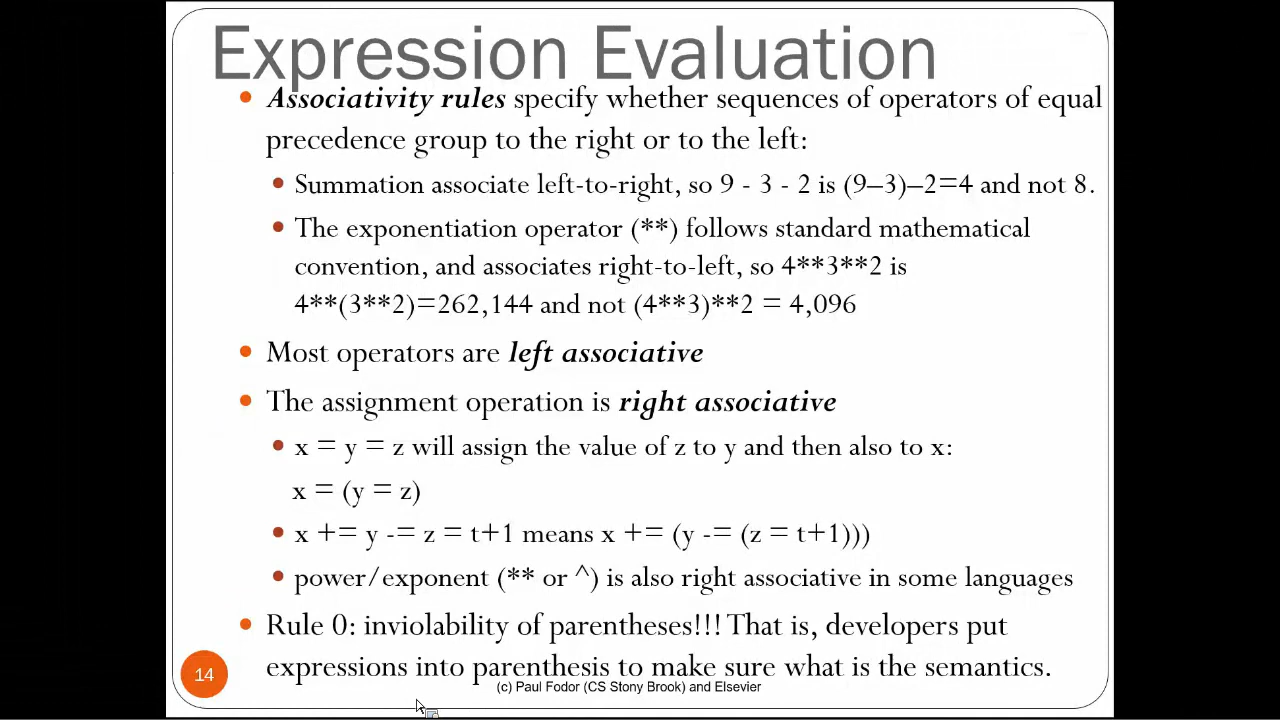 Expression Evaluation
• Associativity rules specify whether sequences of operators of equal
precedence group to the right or to the left:
• Summation associate left-to-right, so 9 - 3 - 2 is (9–3)–2=4 and not 8.
• The exponentiation operator (**) follows standard mathematical
convention, and associates right-to-left, so 4**3**2 is
4**(3**2)=262,144 and not (4**3)**2 = 4,096
• Most operators are left associative
• The assignment operation is right associative
• x = y = z will assign the value of z to y and then also to x:
x = (y = z)
• x += y -= z = t+1 means x += (y -= (z = t+1)))
• power/exponent (** or ^) is also right associative in some languages
• Rule 0: inviolability of parentheses!!! That is, developers put
expressions into parenthesis to make sure what is the semantics.
14
(c) Paul Fodor (CS Stony Brook) and Elsevier